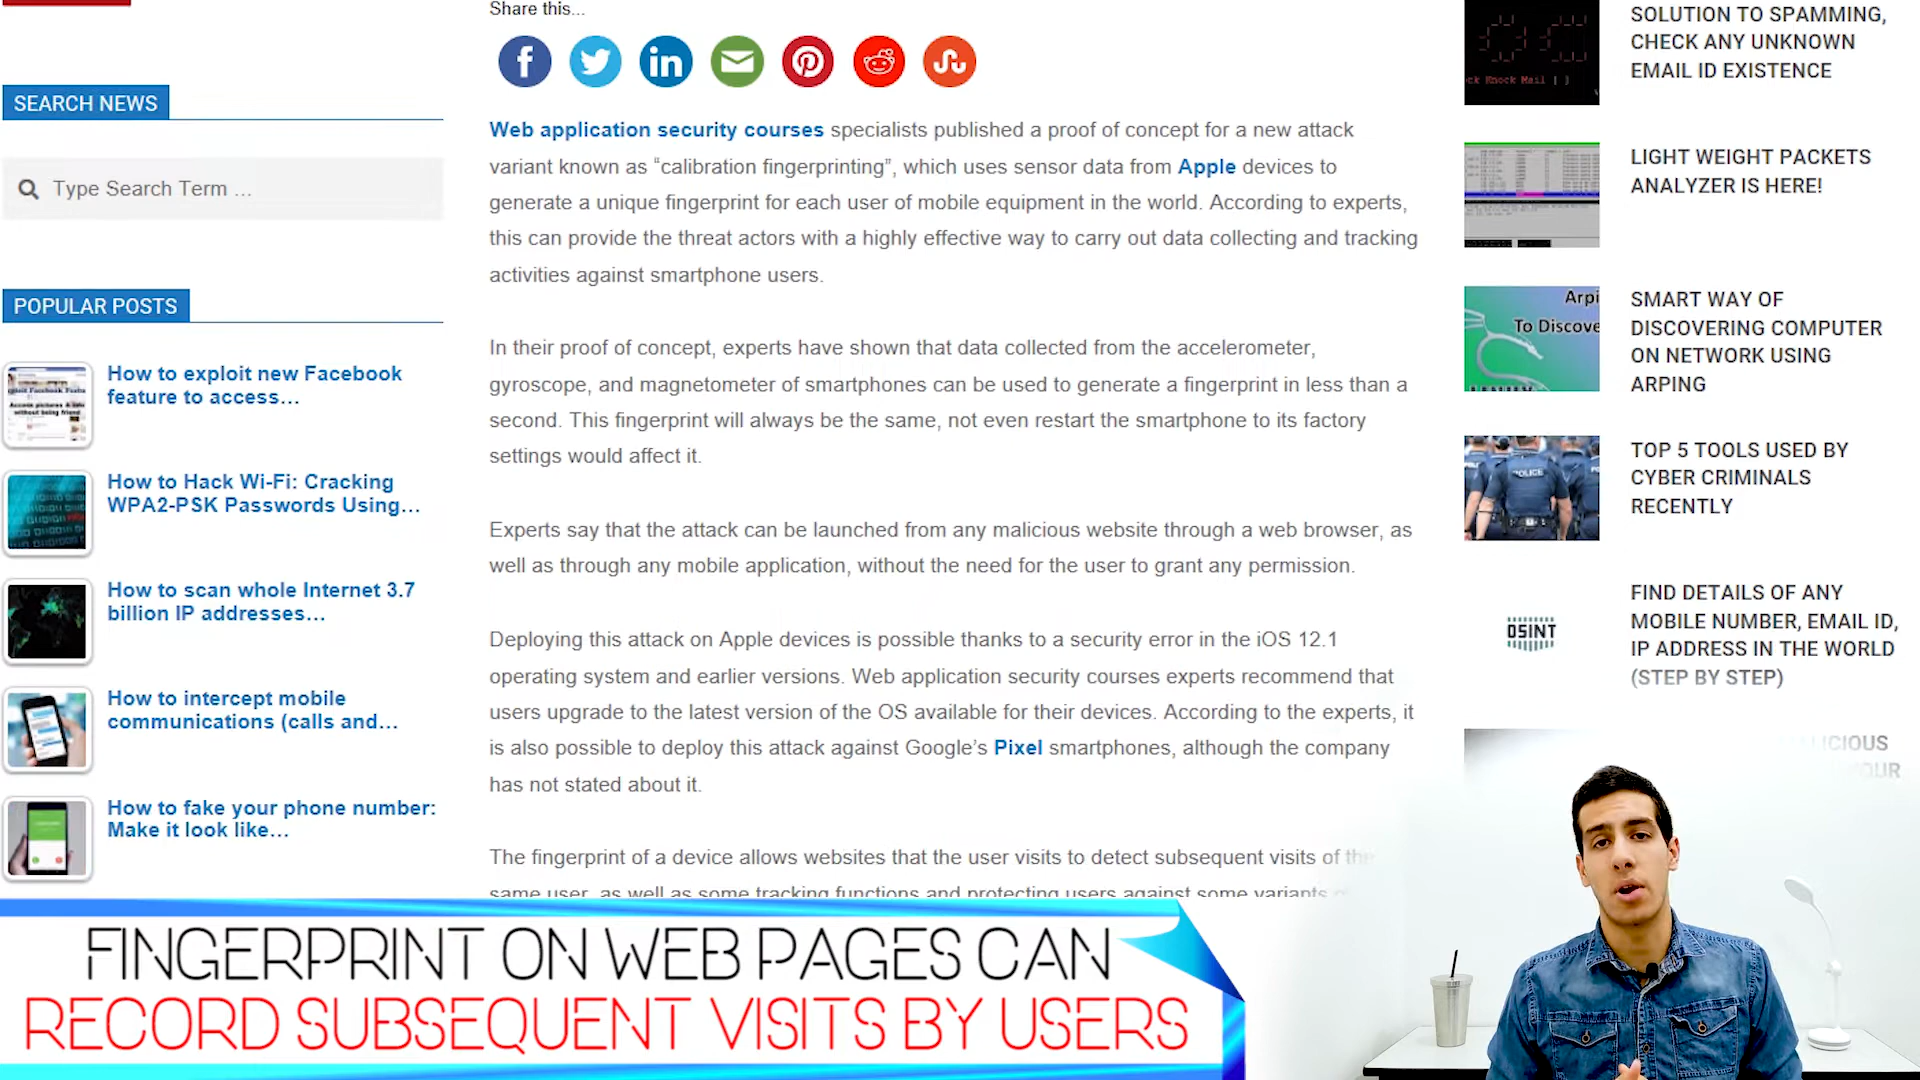 Share this...
SEARCH NEWS
Type Search Term ...
POPULAR POSTS
How to exploit new Facebook
feature to access...
How to Hack Wi-Fi: Cracking
WPA2-PSK Passwords Using...
How to scan whole Internet 3.7
billion IP addresses...
How to intercept mobile
communications (calls and...
How to fake your phone number:
Make it look like...
Web application security courses specialists published a proof of concept for a new attack
variant known as “calibration fingerprinting”, which uses sensor data from Apple devices to
generate a unique fingerprint for each user of mobile equipment in the world. According to experts,
this can provide the threat actors with a highly effective way to carry out data collecting and tracking
activities against smartphone users.
In their proof of concept, experts have shown that data collected from the accelerometer,
gyroscope, and magnetometer of smartphones can be used to generate a fingerprint in less than a
second. This fingerprint will always be the same, not even restart the smartphone to its factory
settings would affect it.
Experts say that the attack can be launched from any malicious website through a web browser, as
well as through any mobile application, without the need for the user to grant any permission.
Deploying this attack on Apple devices is possible thanks to a security error in the iOS 12.1
operating system and earlier versions. Web application security courses experts recommend that
users upgrade to the latest version of the OS available for their devices. According to the experts, it
is also possible to deploy this attack against Google’s Pixel smartphones, although the company
has not stated about it.
The fingerprint of a device allows websites that the user visits to detect subsequent visits of the
same user, as well as some tracking functions and protecting users against some variants
SOLUTION TO SPAMMING,
CHECK ANY UNKNOWN
EMAIL ID EXISTENCE
ck Knock Mail [ ]
LIGHT WEIGHT PACKETS
ANALYZER IS HERE!
Arpi
To Discove
SMART WAY OF
DISCOVERING COMPUTER
ON NETWORK USING
ARPING
POLICE
TOP 5 TOOLS USED BY
CYBER CRIMINALS
RECENTLY
OSINT
FIND DETAILS OF ANY
MOBILE NUMBER, EMAIL ID,
IP ADDRESS IN THE WORLD
(STEP BY STEP)
ICIOUS
OUR
FINGERPRINT ON WEB PAGES CAN
RECORD SUBSEQUENT VISITS BY USERS